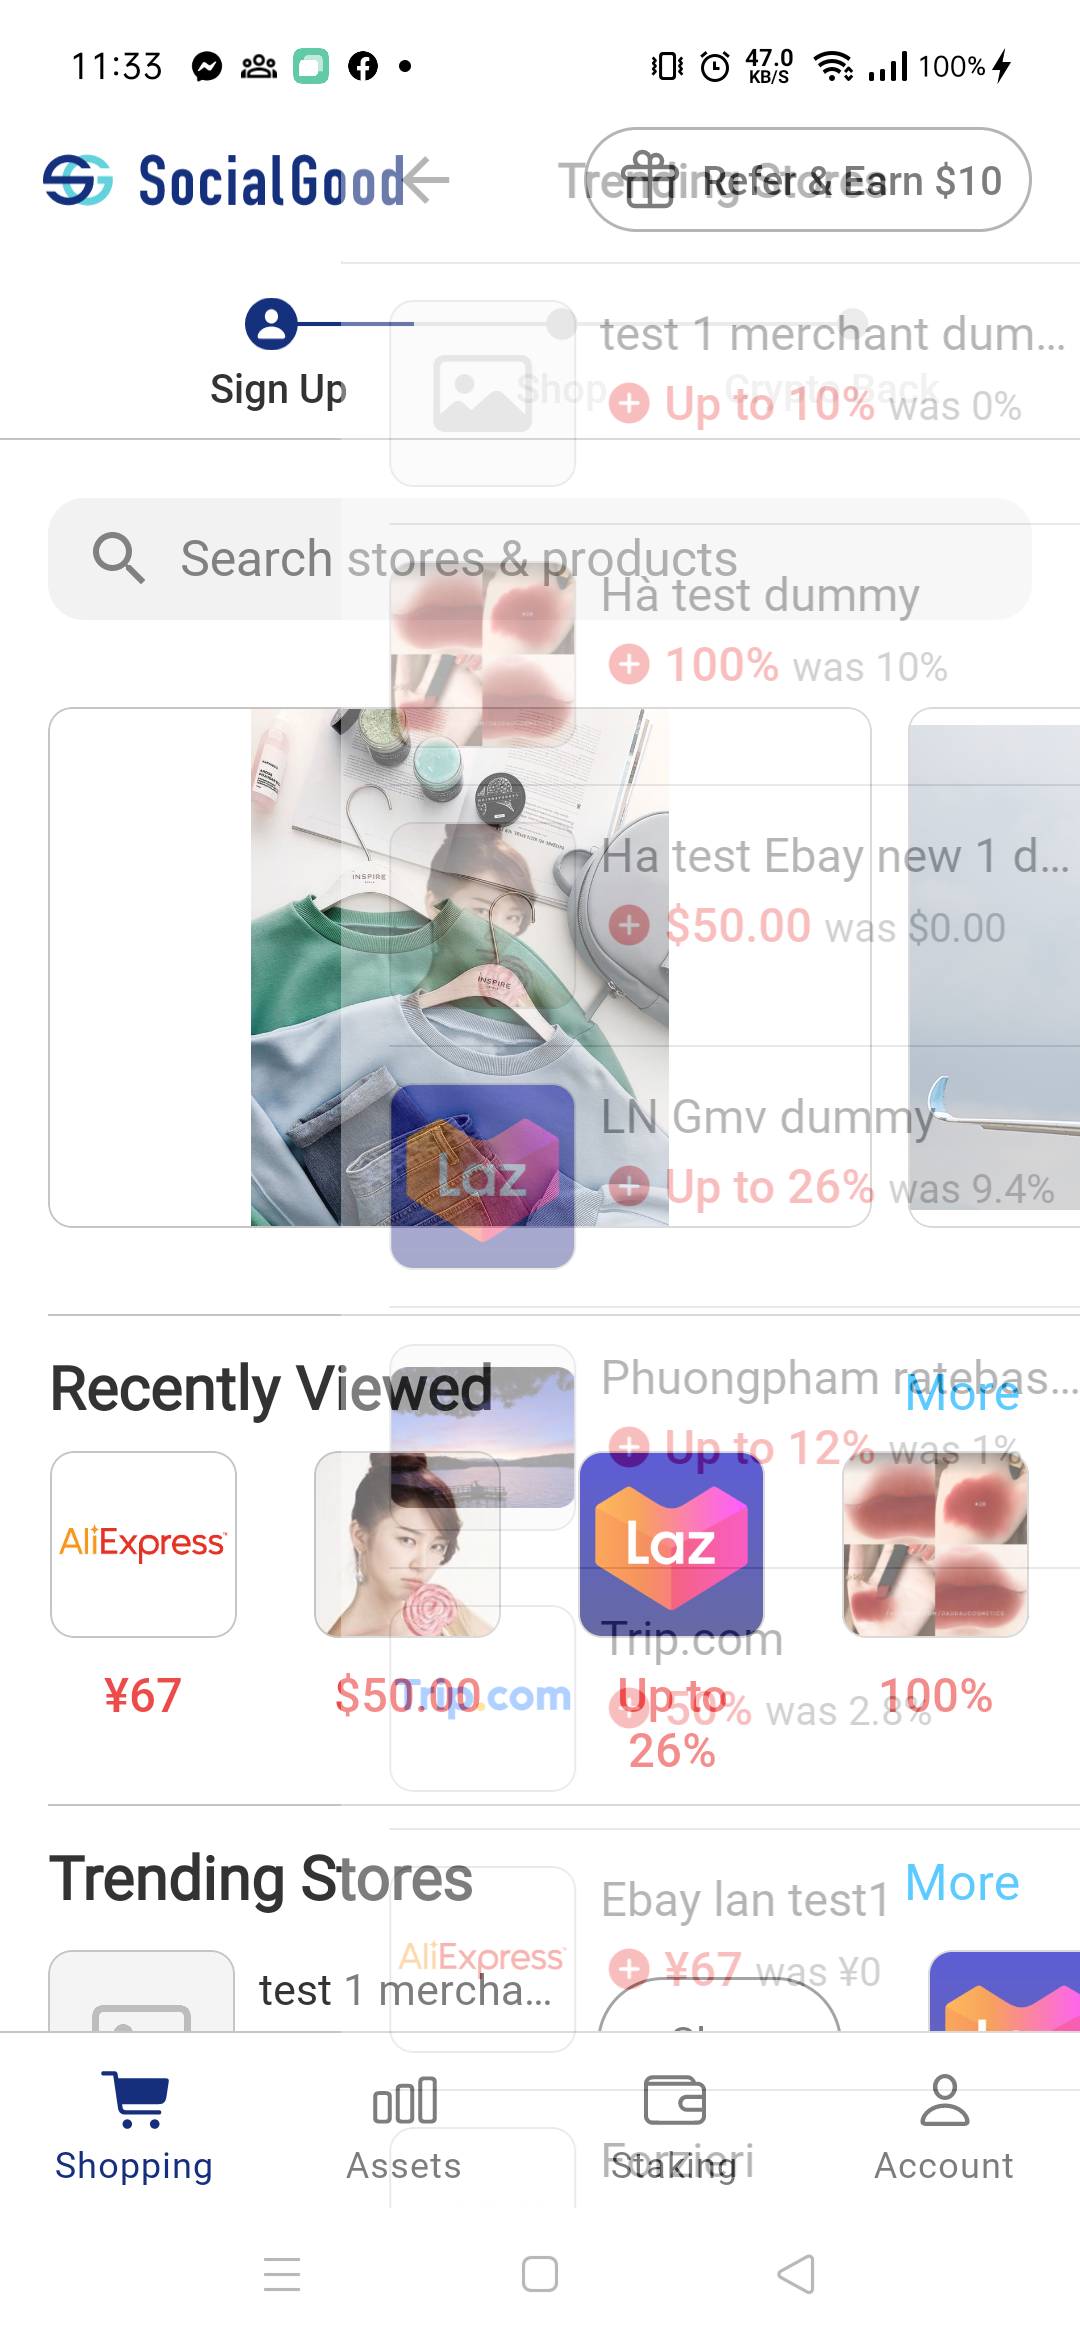 11:33
47.0
KB/S
100%
SocialGood
Refer & Earn $10
Trending Stores
Sign Up
Shop
Crypto Back
test 1 merchant dum...
Up to 10% was 0%
Search stores & products
Hà test dummy
100% was 10%
INSPIRE
INSPIRE
Ha test Ebay new 1 d...
$50.00 was $0.00
LN Gmv dummy
Up to 26% was 9.4%
Laz
Recently Viewed
More
Phuongpham ratebas...
Up to 12% was 1%
AliExpress
Laz
Trip.com
50% was 2.8%
Trip.com
¥67
$50.00
Up to
26%
100%
Trending Stores
More
Ebay lan test1
¥67 was ¥0
AliExpress
test 1 mercha...
Shopping
Assets
Staking
Account
Forzieri